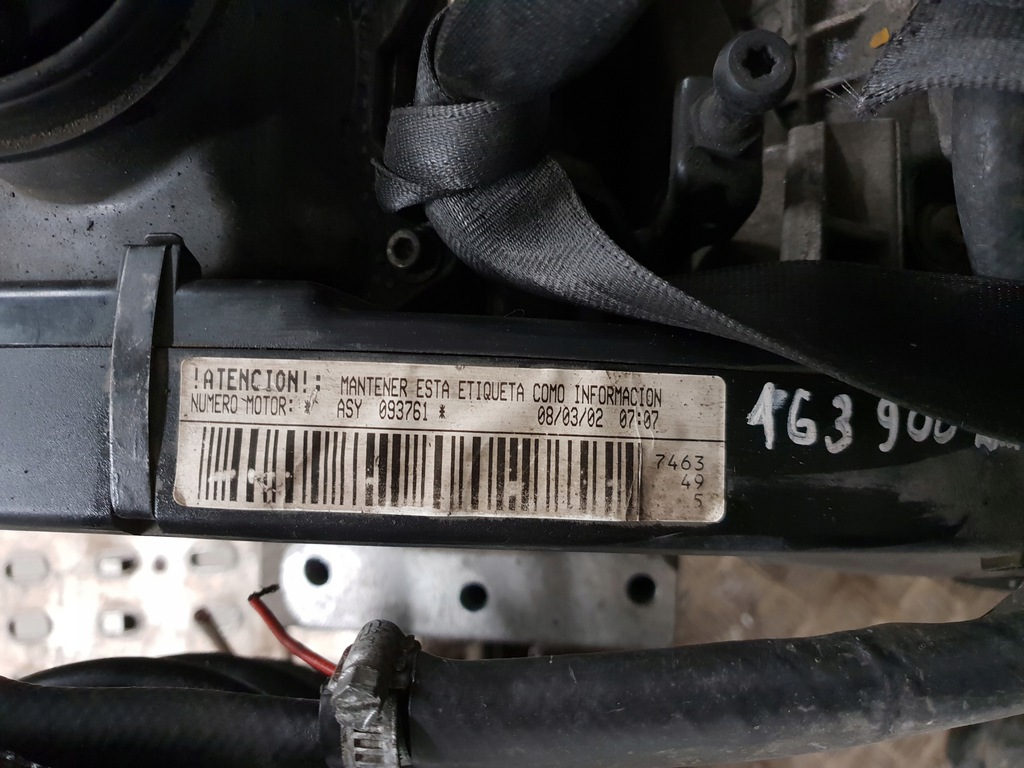 !ATENCION!: MANTENER ESTA ETIQUETA COMO INFORMACION
NUMERO MOTOR: * ASY 093761 * 08/03/02 07:07
7463
49
5
163 900